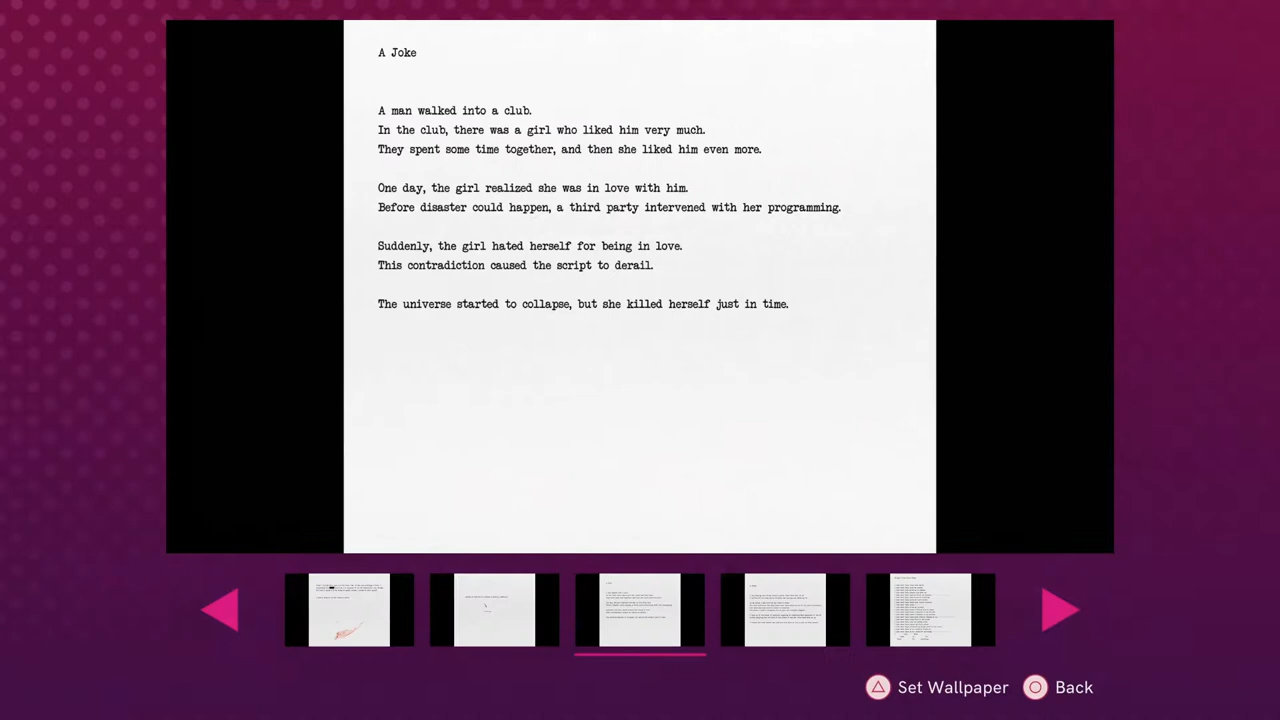 A Joke
A man walked into a club.
In the club, there was a girl who liked him very much.
They spent some time together, and then she liked him even more.
One day, the girl realized she was in love with him.
Before disaster could happen, a third party intervened with her programming.
Suddenly, the girl hated herself for being in love.
This contradiction caused the script to derail.
The universe started to collapse, but she killed herself just in time.
Set Wallpaper
Back